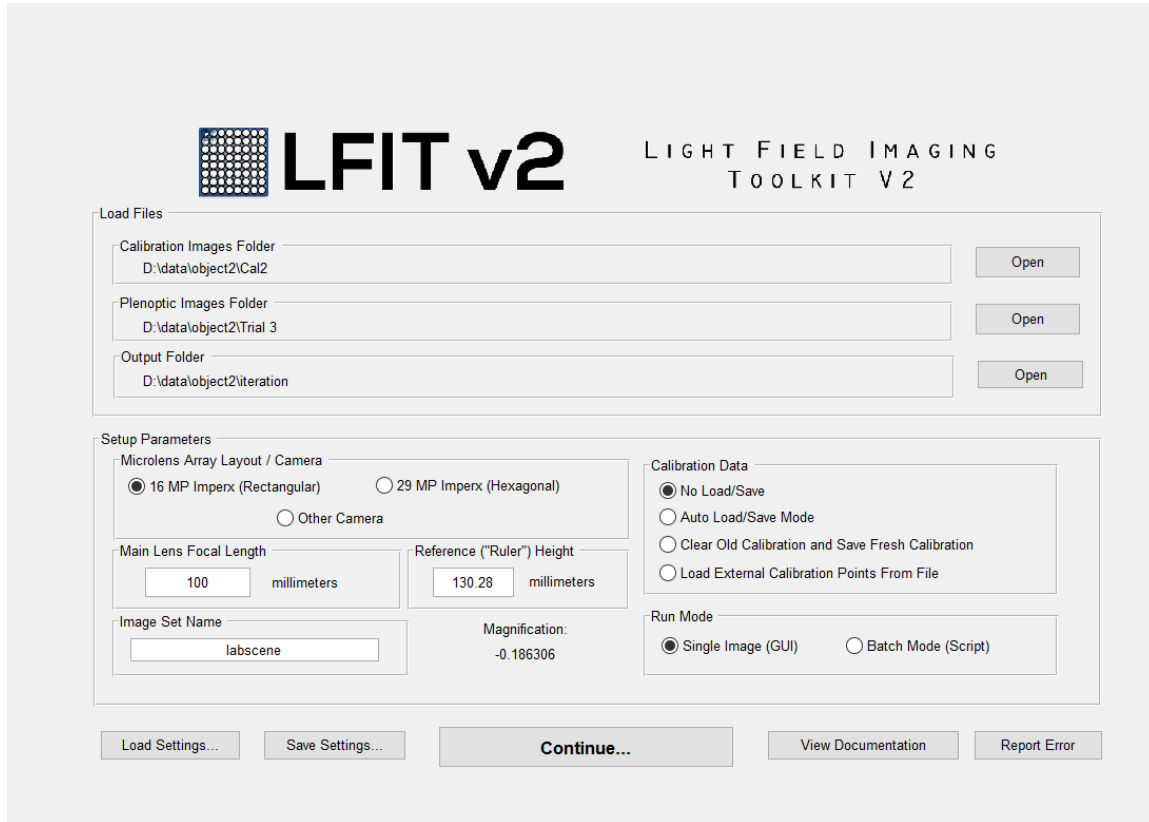 LFIT v2
LIGHT FIELD IMAGING
TOOLKIT V2
Load Files
Calibration Images Folder
D:\data\object2\Cal2
Open
Plenoptic Images Folder
D:\data\object2\Trial 3
Open
Output Folder
D:\data\object2\iteration
Open
Setup Parameters
Microlens Array Layout / Camera
16 MP Imperx (Rectangular)
29 MP Imperx (Hexagonal)
Other Camera
Main Lens Focal Length
100 millimeters
Reference ("Ruler") Height
130.28 millimeters
Image Set Name
labscene
Magnification:
-0.186306
Calibration Data
No Load/Save
Auto Load/Save Mode
Clear Old Calibration and Save Fresh Calibration
Load External Calibration Points From File
Run Mode
Single Image (GUI)
Batch Mode (Script)
Load Settings...
Save Settings...
Continue...
View Documentation
Report Error